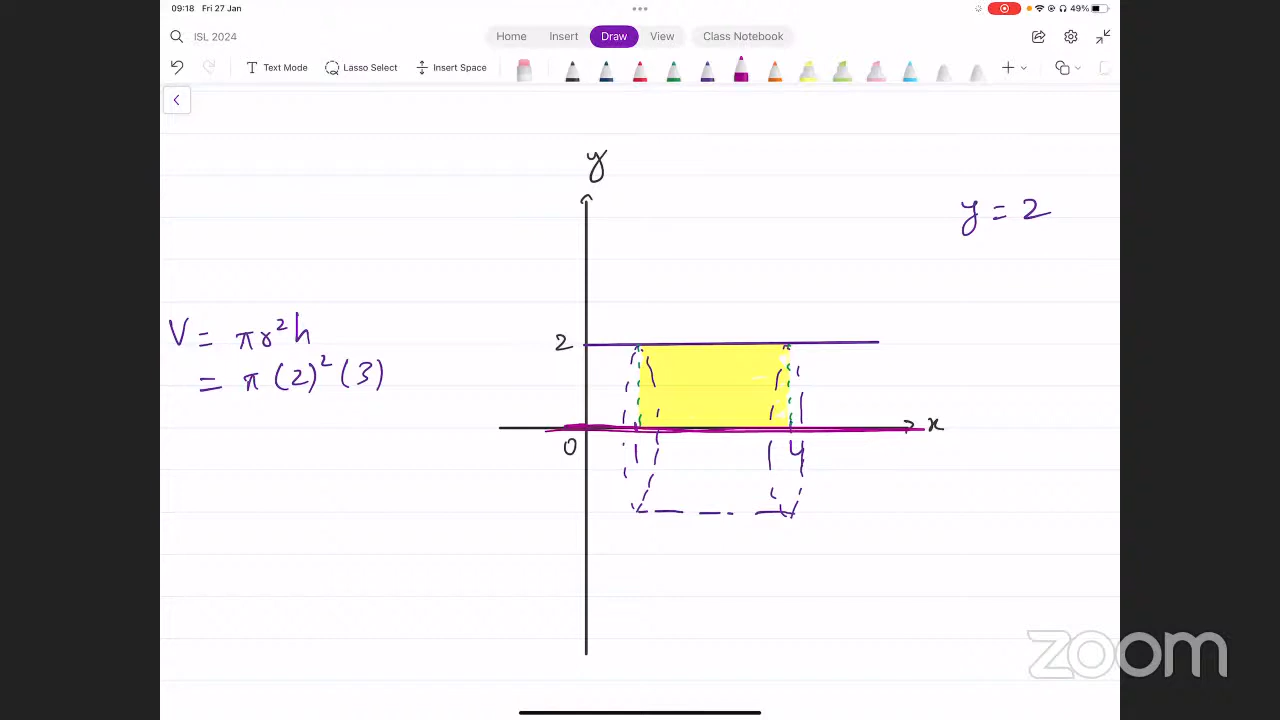 09:18 Fri 27 Jan
49%
ISL 2024
Home Insert Draw View Class Notebook
Text Mode Lasso Select Insert Space
y
y = 2
2
V = πr²h
= π(2)²(3)
x
0 1 4
zoom